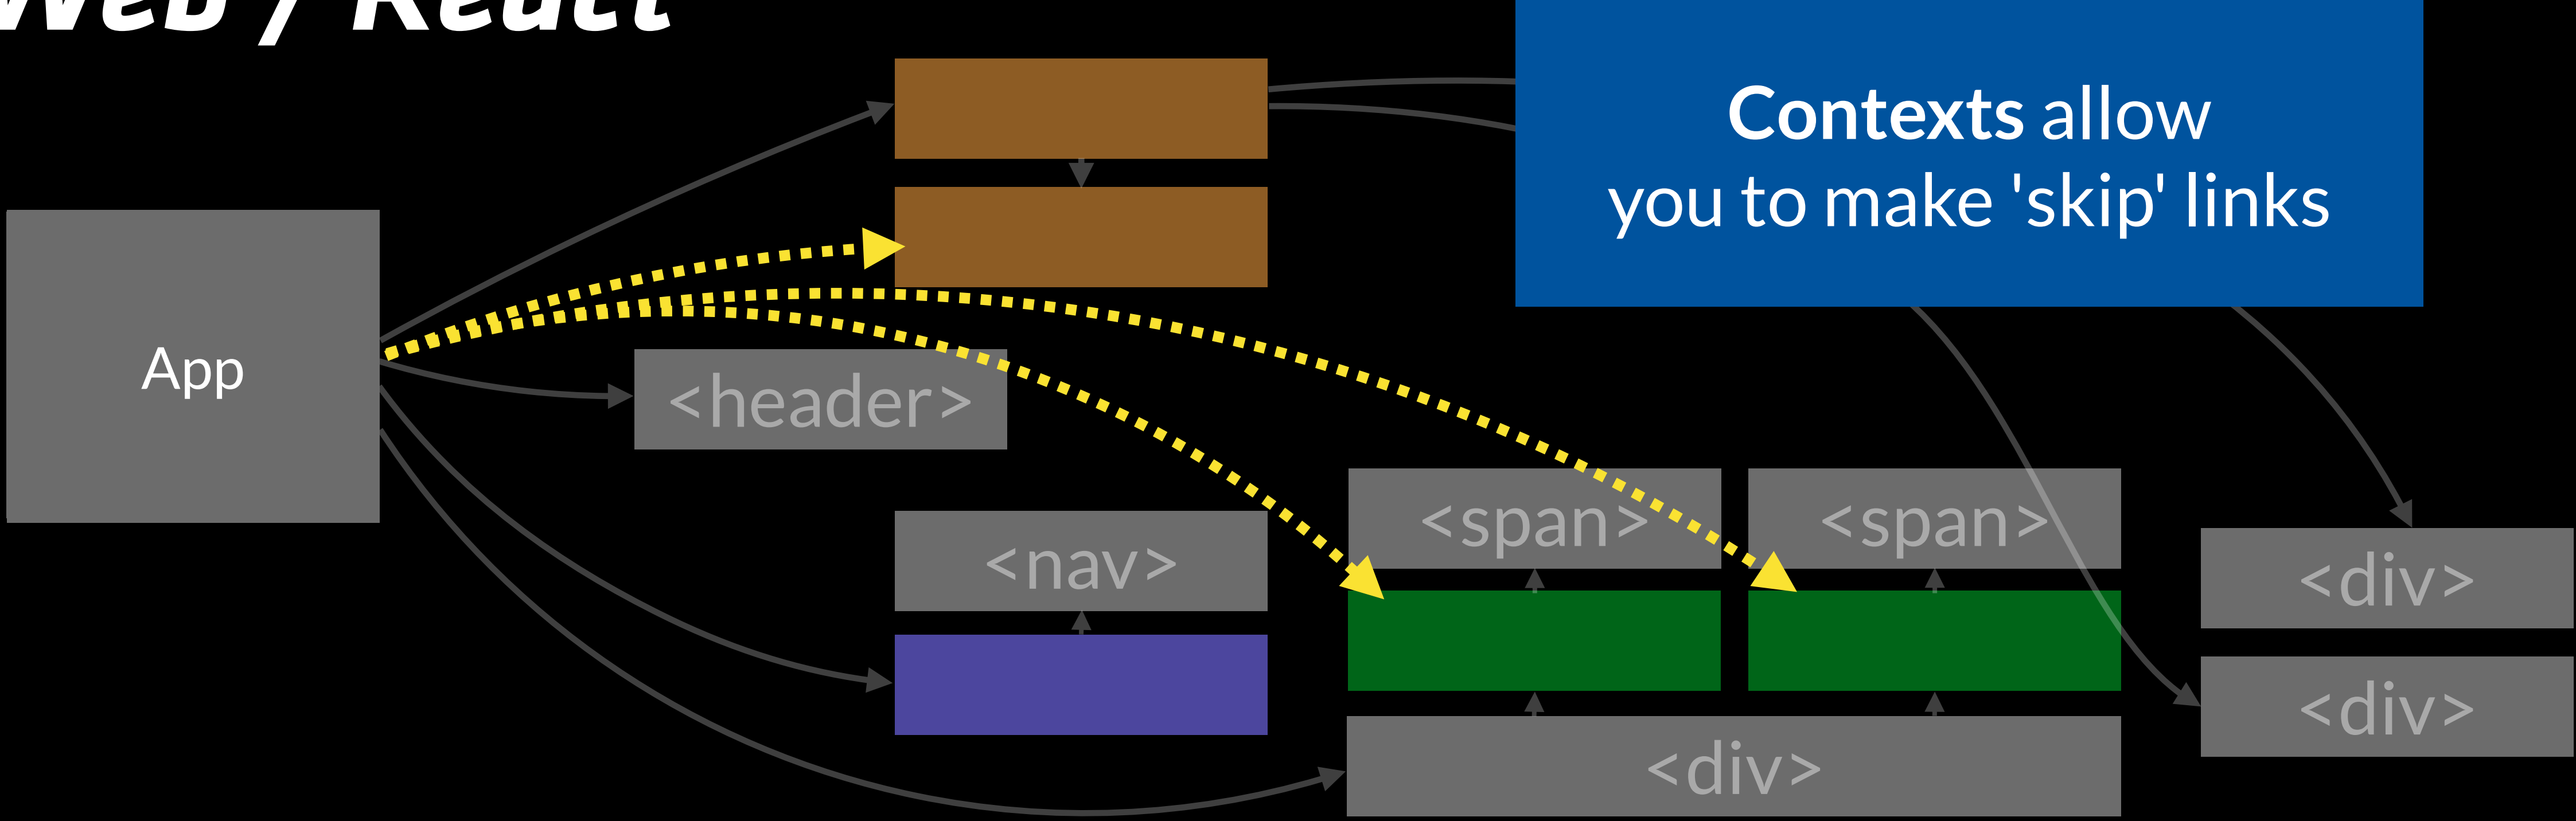 Web / React
Contexts allow
you to make 'skip' links
App
<header>
<nav>
<span>
<span>
<div>
<div>
<div>